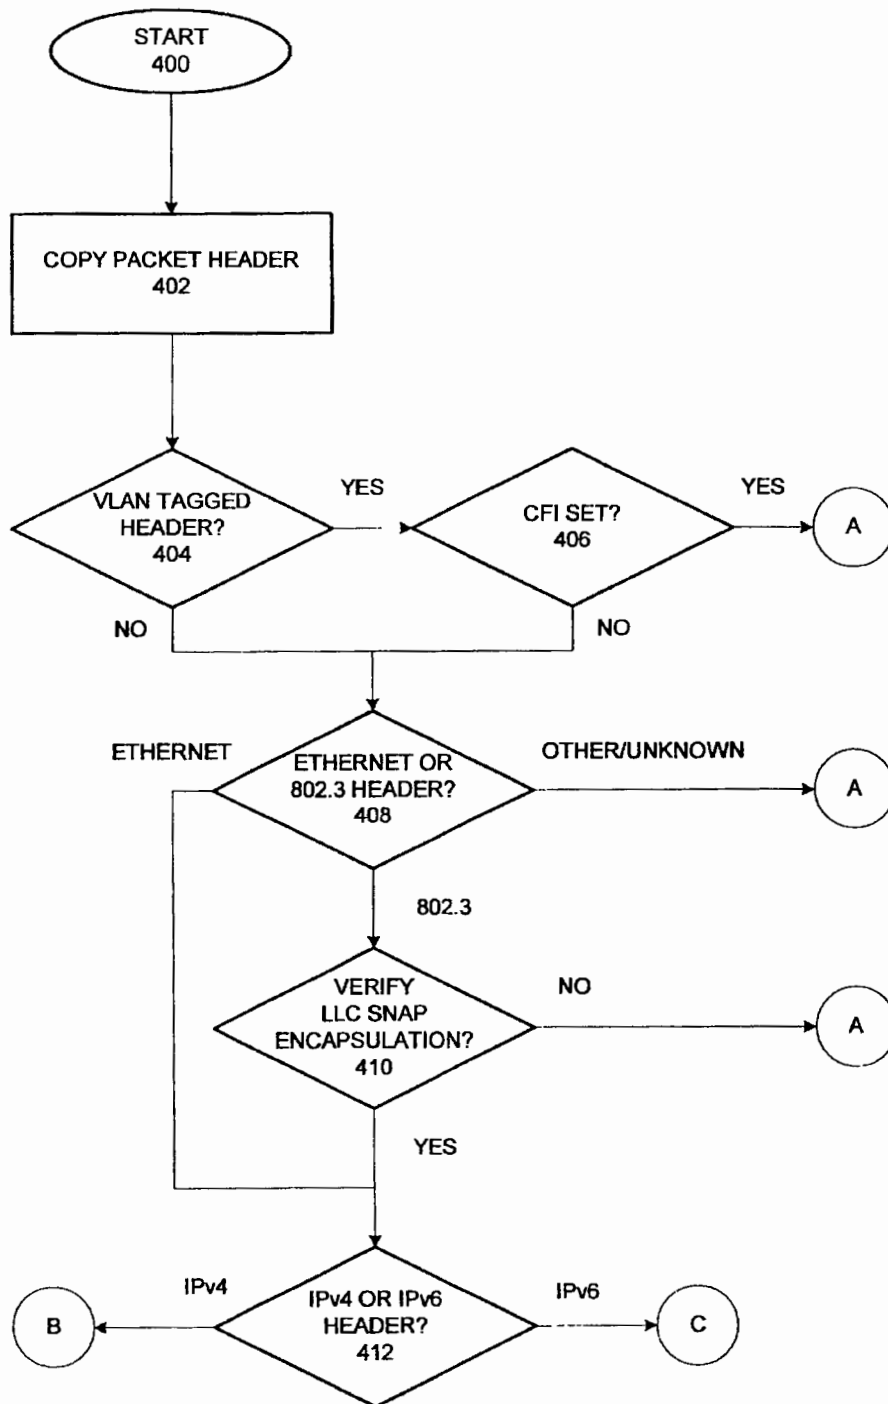 START
400
COPY PACKET HEADER
402
VLAN TAGGED
HEADER?
404
YES
CFI SET?
406
YES
A
NO
NO
ETHERNET
ETHERNET OR
802.3 HEADER?
408
OTHER/UNKNOWN
A
802.3
VERIFY
LLC SNAP
ENCAPSULATION?
410
NO
A
YES
B
IPv4
IPv4 OR IPv6
HEADER?
412
IPv6
C